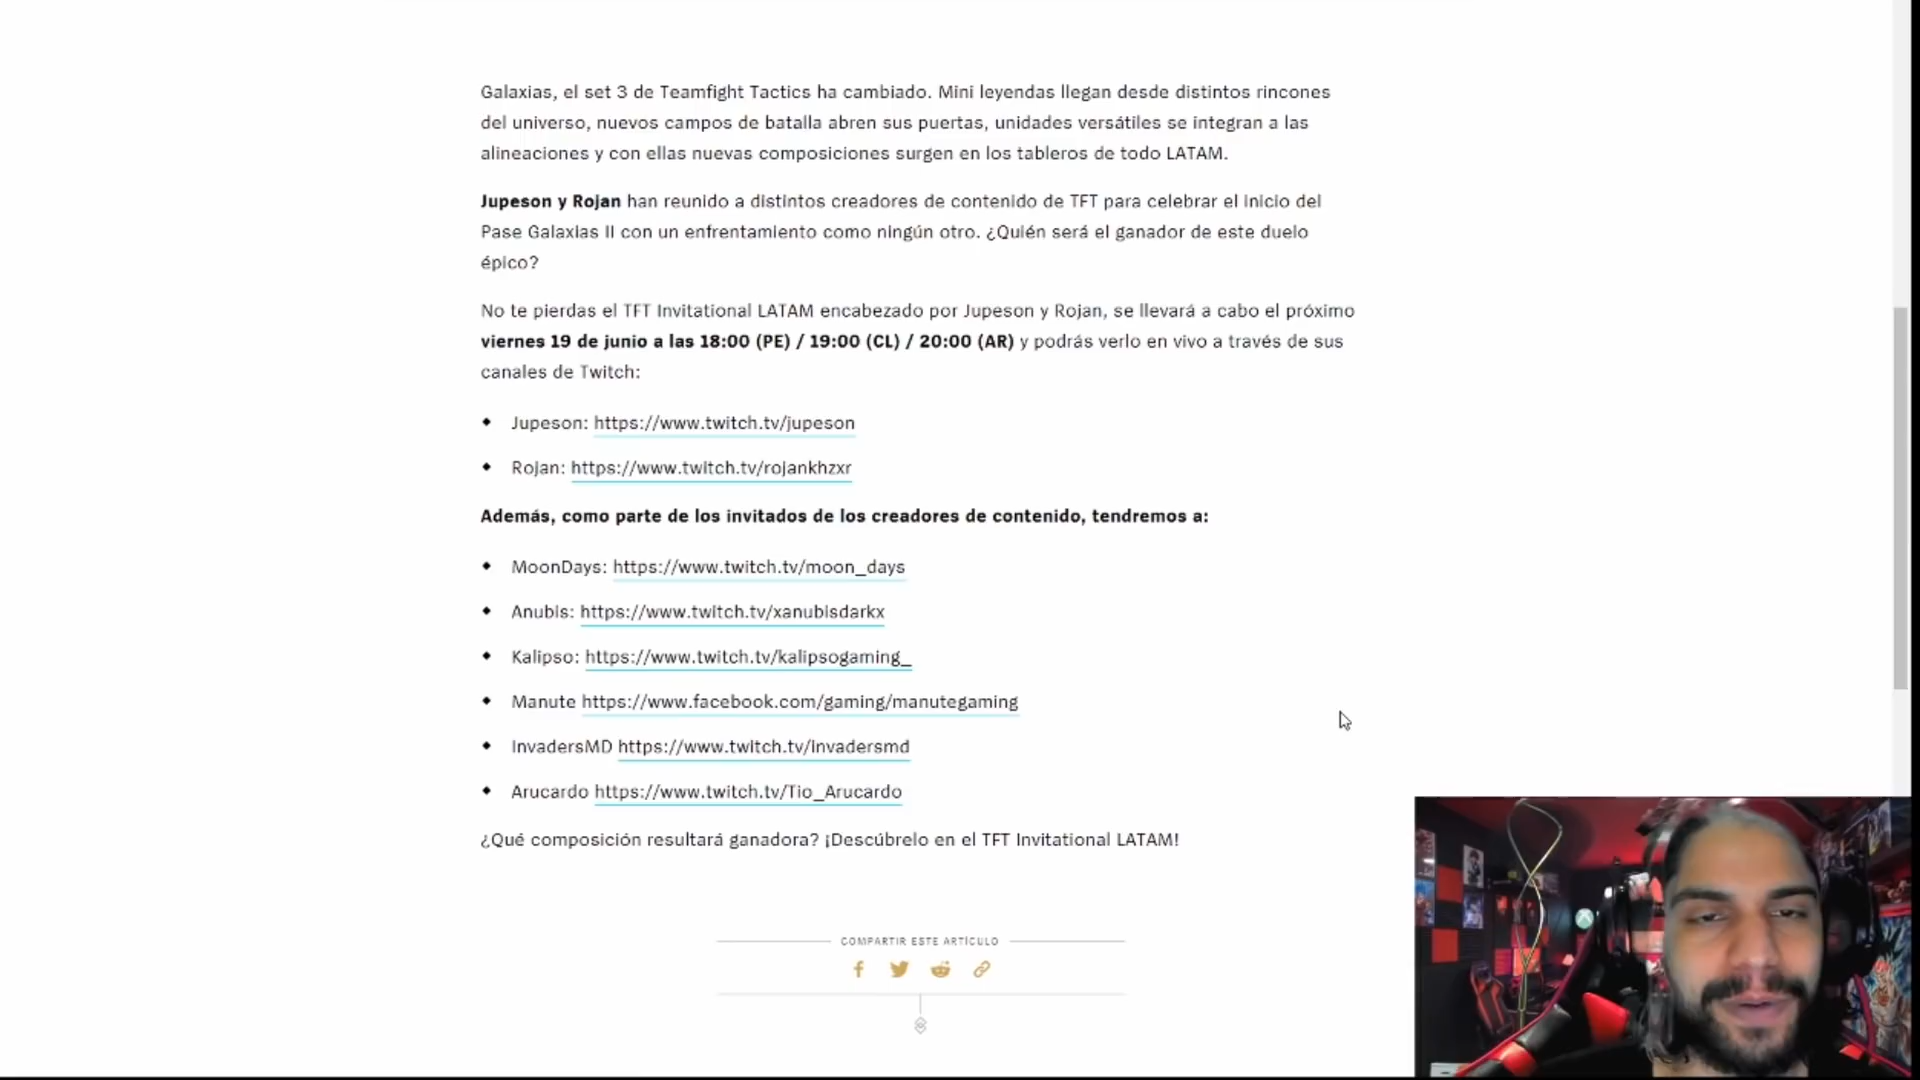 Galaxias, el set 3 de Teamfight Tactics ha cambiado. Mini leyendas llegan desde distintos rincones
del universo, nuevos campos de batalla abren sus puertas, unidades versátiles se integran a las
alineaciones y con ellas nuevas composiciones surgen en los tableros de todo LATAM.
Jupeson y Rojan han reunido a distintos creadores de contenido de TFT para celebrar el inicio del
Pase Galaxias II con un enfrentamiento como ningún otro. ¿Quién será el ganador de este duelo
épico?
No te pierdas el TFT Invitational LATAM encabezado por Jupeson y Rojan, se llevará a cabo el próximo
viernes 19 de junio a las 18:00 (PE) / 19:00 (CL) / 20:00 (AR) y podrás verlo en vivo a través de sus
canales de Twitch:
Jupeson: https://www.twitch.tv/jupeson
Rojan: https://www.twitch.tv/rojankhzxr
Además, como parte de los invitados de los creadores de contenido, tendremos a:
MoonDays: https://www.twitch.tv/moon_days
Anubis: https://www.twitch.tv/xanubisdarkx
Kalipso: https://www.twitch.tv/kalipsogaming_
Manute https://www.facebook.com/gaming/manutegaming
InvadersMD https://www.twitch.tv/invadersmd
Arucardo https://www.twitch.tv/Tio_Arucardo
¿Qué composición resultará ganadora? ¡Descúbrelo en el TFT Invitational LATAM!
COMPARTIR ESTE ARTÍCULO